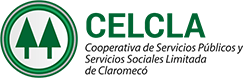 CELCLA
Cooperativa de Servicios Públicos y
Servicios Sociales Limitada
de Claromecó